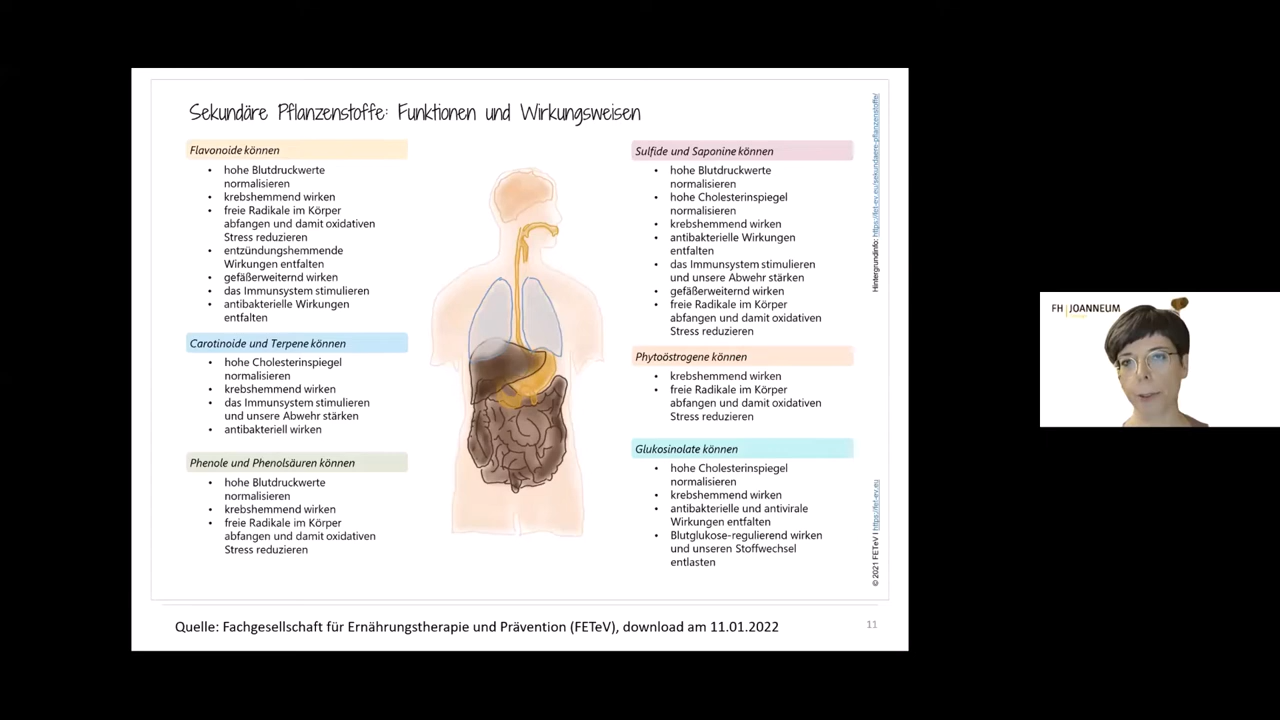 Sekundäre Pflanzenstoffe: Funktionen und Wirkungsweisen
Flavonoide können
• hohe Blutdruckwerte
normalisieren
• krebshemmend wirken
• freie Radikale im Körper
abfangen und damit oxidativen
Stress reduzieren
• entzündungshemmende
Wirkungen entfalten
• gefäßerweiternd wirken
• das Immunsystem stimulieren
• antibakterielle Wirkungen
entfalten
Carotinoide und Terpene können
• hohe Cholesterinspiegel
normalisieren
• krebshemmend wirken
• das Immunsystem stimulieren
und unsere Abwehr stärken
• antibakteriell wirken
Phenole und Phenolsäuren können
• hohe Blutdruckwerte
normalisieren
• krebshemmend wirken
• freie Radikale im Körper
abfangen und damit oxidativen
Stress reduzieren
Sulfide und Saponine können
• hohe Blutdruckwerte
normalisieren
• hohe Cholesterinspiegel
normalisieren
• krebshemmend wirken
• antibakterielle Wirkungen
entfalten
• das Immunsystem stimulieren
und unsere Abwehr stärken
• gefäßerweiternd wirken
• freie Radikale im Körper
abfangen und damit oxidativen
Stress reduzieren
Phytoöstrogene können
• krebshemmend wirken
• freie Radikale im Körper
abfangen und damit oxidativen
Stress reduzieren
Glukosinolate können
• hohe Cholesterinspiegel
normalisieren
• krebshemmend wirken
• antibakterielle und antivirale
Wirkungen entfalten
• Blutglukose-regulierend wirken
und unseren Stoffwechsel
entlasten
Hintergrundinfo: https://fet-ev.eu/sekundaere-pflanzenstoffe/
© 2021 FETeV | https://fet-ev.eu
Quelle: Fachgesellschaft für Ernährungstherapie und Prävention (FETeV), download am 11.01.2022
11
FH | JOANNEUM